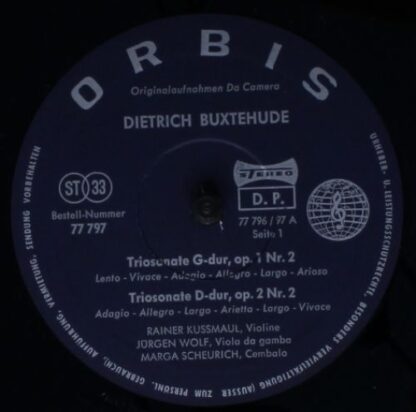 ORBIS
Originalaufnahmen Da Camera
DIETRICH BUXTEHUDE
ST 33
Bestell-Nummer
77 797
STEREO
D. P.
77 796 / 97 A
Seite 1
Triosonate G-dur, op. 1 Nr. 2
Lento - Vivace - Adagio - Allegro - Largo - Arioso
Triosonate D-dur, op. 2 Nr. 2
Adagio - Allegro - Largo - Arietta - Largo - Vivace
RAINER KUSSMAUL, Violine
JÜRGEN WOLF, Viola da gamba
MARGA SCHEURICH, Cembalo
URHEBER- U. LEISTUNGSSCHUTZRECHTE, BESONDERS VERVIELFÄLTIGUNG (AUSSER ZUM PERSÖNL. GEBRAUCH), AUFFÜHRUNG, VERMIETUNG, SENDUNG VORBEHALTEN